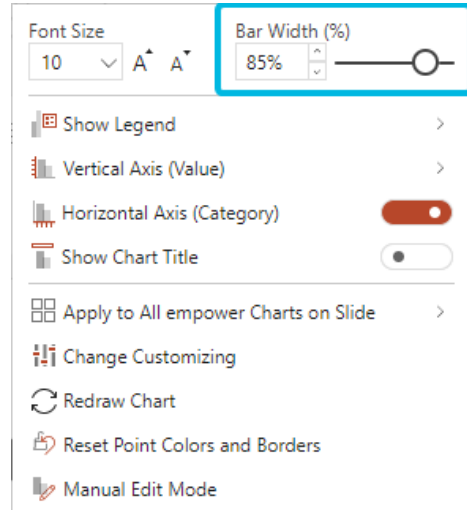 Font Size
Bar Width (%)
10
A A
85%
Show Legend
Vertical Axis (Value)
Horizontal Axis (Category)
Show Chart Title
Apply to All empower Charts on Slide
Change Customizing
Redraw Chart
Reset Point Colors and Borders
Manual Edit Mode